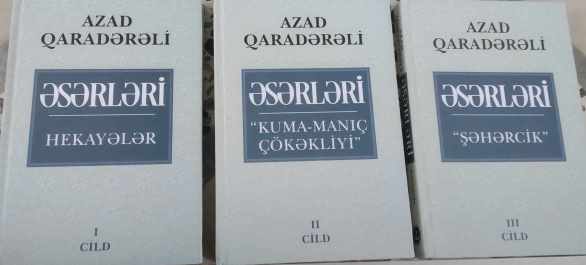 AZAD
QARADƏRƏLİ
ƏSƏRLƏRİ
HEKAYƏLƏR
I
CİLD
AZAD
QARADƏRƏLİ
ƏSƏRLƏRİ
“KUMA-MANIÇ
ÇÖKƏKLİYİ”
II
CİLD
AZAD
QARADƏRƏLİ
ƏSƏRLƏRİ
“ŞƏHƏRCİK”
III
CİLD